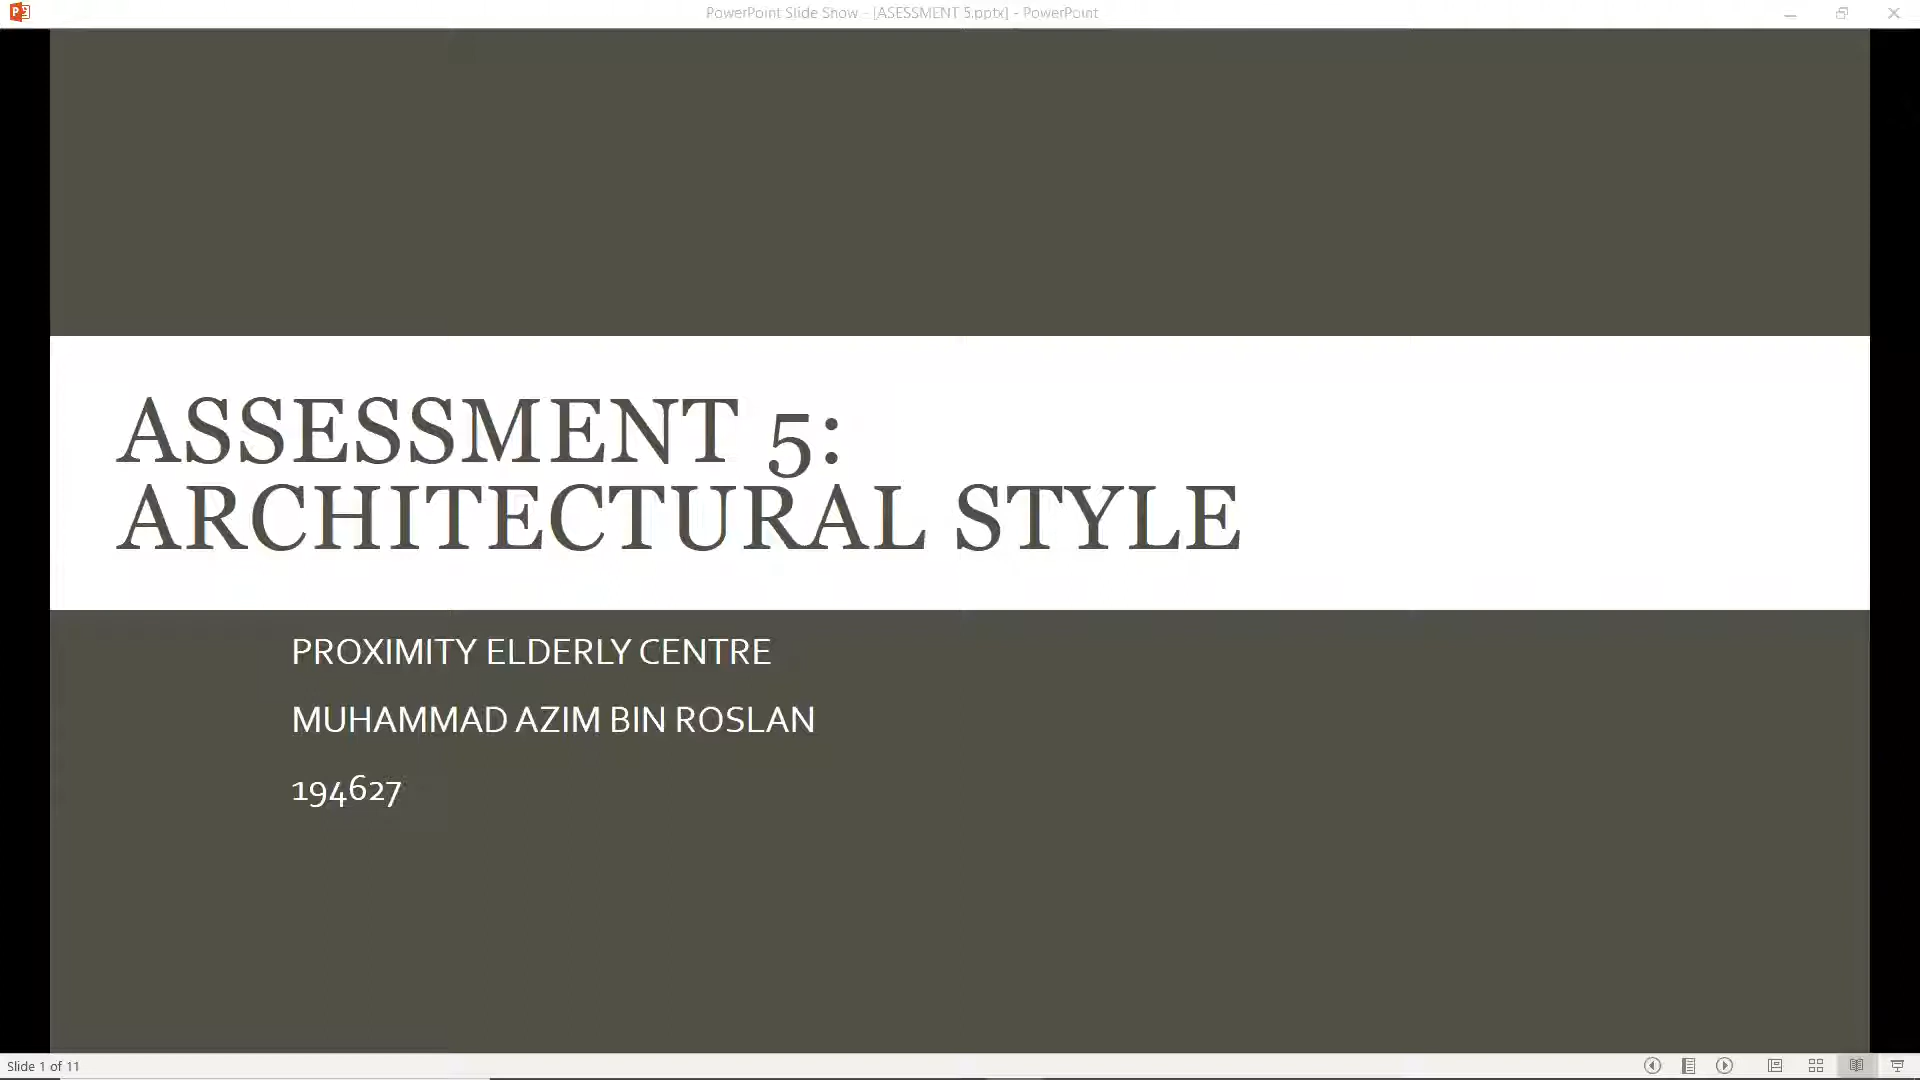 PowerPoint Slide Show - [ASESSMENT 5.pptx] - PowerPoint
ASSESSMENT 5:
ARCHITECTURAL STYLE
PROXIMITY ELDERLY CENTRE
MUHAMMAD AZIM BIN ROSLAN
194627
Slide 1 of 11